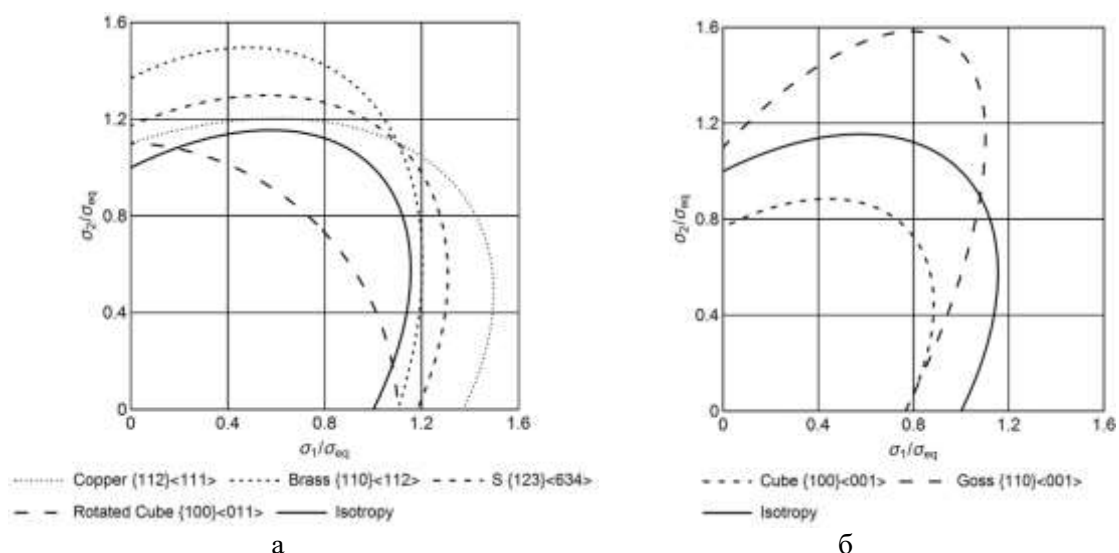 1.6
1.2
0.8
0.4
0
σ2/σeq
0 0.4 0.8 1.2 1.6
σ1/σeq
Copper {112}<111> Brass {110}<112> S {123}<634>
Rotated Cube {100}<011> Isotropy
а
1.6
1.2
0.8
0.4
0
σ2/σeq
0 0.4 0.8 1.2 1.6
σ1/σeq
Cube {100}<001> Goss {110}<001>
Isotropy
б